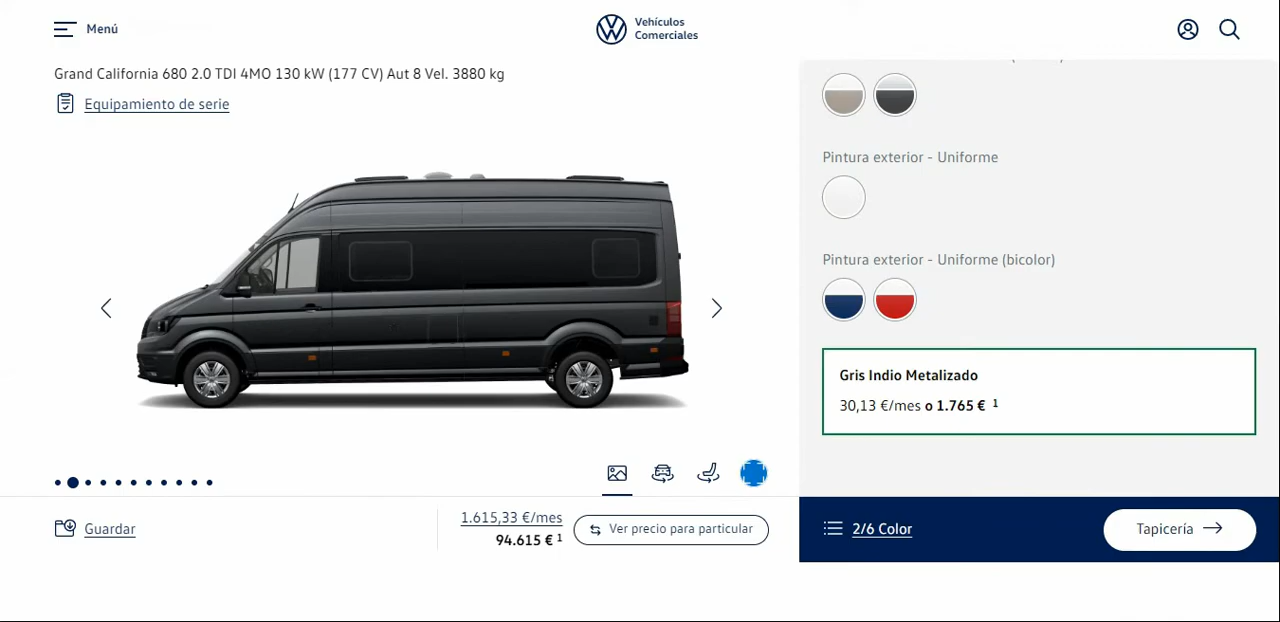 Menú
Vehículos
Comerciales
Grand California 680 2.0 TDI 4MO 130 kW (177 CV) Aut 8 Vel. 3880 kg
Equipamiento de serie
Pintura exterior - Uniforme
Pintura exterior - Uniforme (bicolor)
Gris Indio Metalizado
30,13 €/mes o 1.765 € 1
Guardar
1.615,33 €/mes
94.615 € 1
Ver precio para particular
2/6 Color
Tapicería